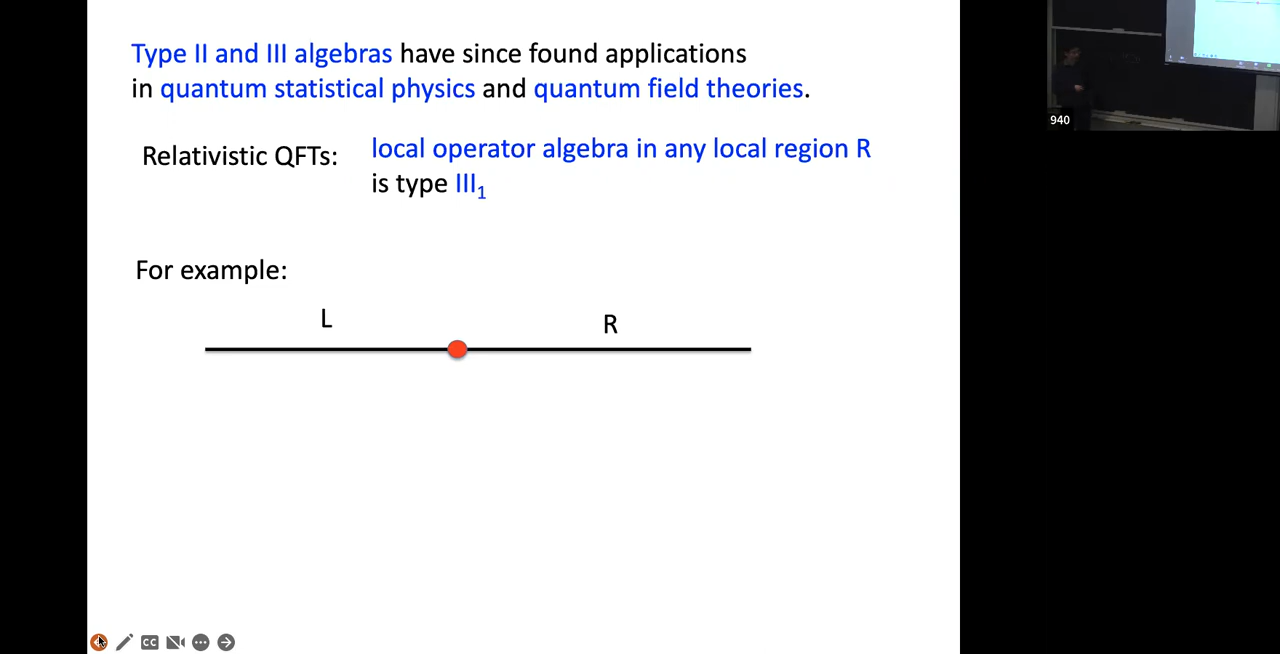 Type II and III algebras have since found applications
in quantum statistical physics and quantum field theories.
Relativistic QFTs: local operator algebra in any local region R
is type III₁
For example:
L R
CC
940